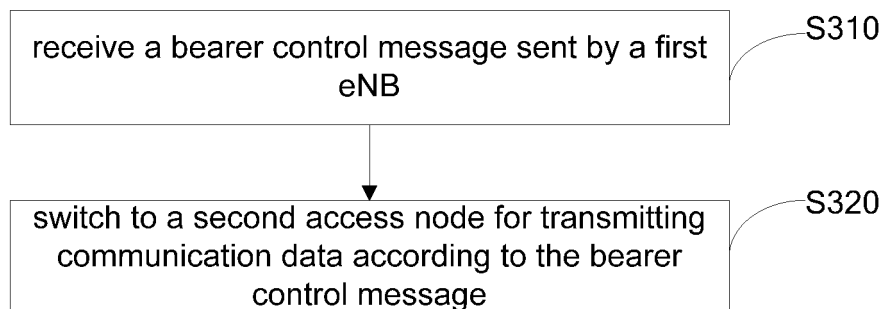 receive a bearer control message sent by a first
eNB
S310
switch to a second access node for transmitting
communication data according to the bearer
control message
S320